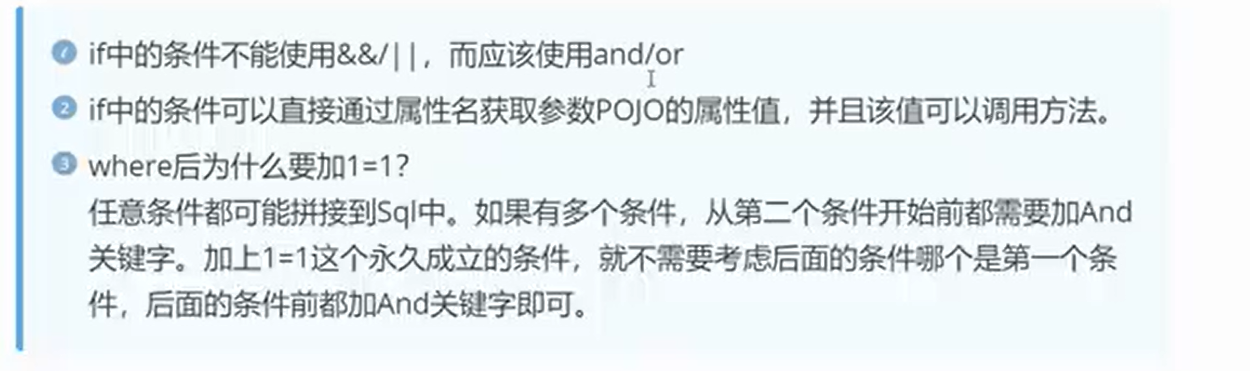 1 if中的条件不能使用&&/||，而应该使用and/or
2 if中的条件可以直接通过属性名获取参数POJO的属性值，并且该值可以调用方法。
3 where后为什么要加1=1?
任意条件都可能拼接到Sql中。如果有多个条件，从第二个条件开始前都需要加And
关键字。加上1=1这个永久成立的条件，就不需要考虑后面的条件哪个是第一个条
件，后面的条件前都加And关键字即可。